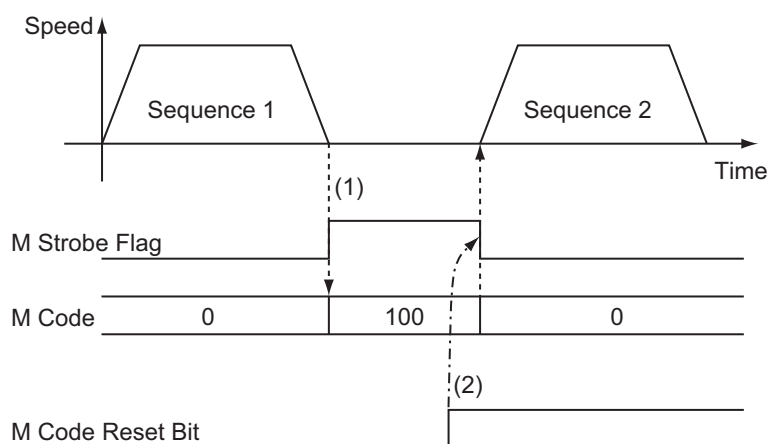 Speed
Sequence 1
Sequence 2
Time
(1)
M Strobe Flag
M Code
0
100
0
(2)
M Code Reset Bit